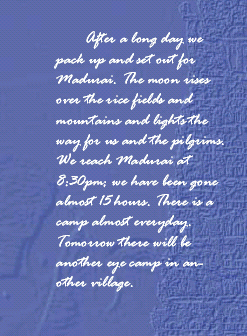 After a long day we
pack up and set out for
Madurai. The moon rises
over the rice fields and
mountains and lights the
way for us and the pilgrims.
We reach Madurai at
8:30pm; we have been gone
almost 15 hours. There is a
camp almost everyday.
Tomorrow there will be
another eye camp in an-
other village.